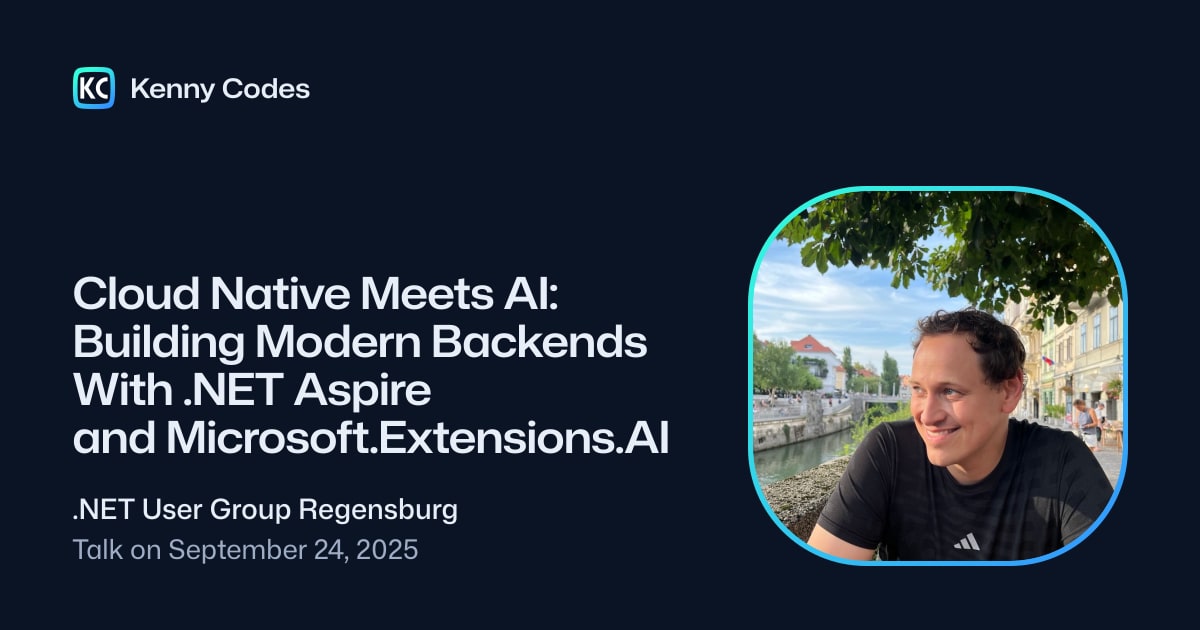 KC
Kenny Codes
Cloud Native Meets AI:
Building Modern Backends
With .NET Aspire
and Microsoft.Extensions.AI
.NET User Group Regensburg
Talk on September 24, 2025